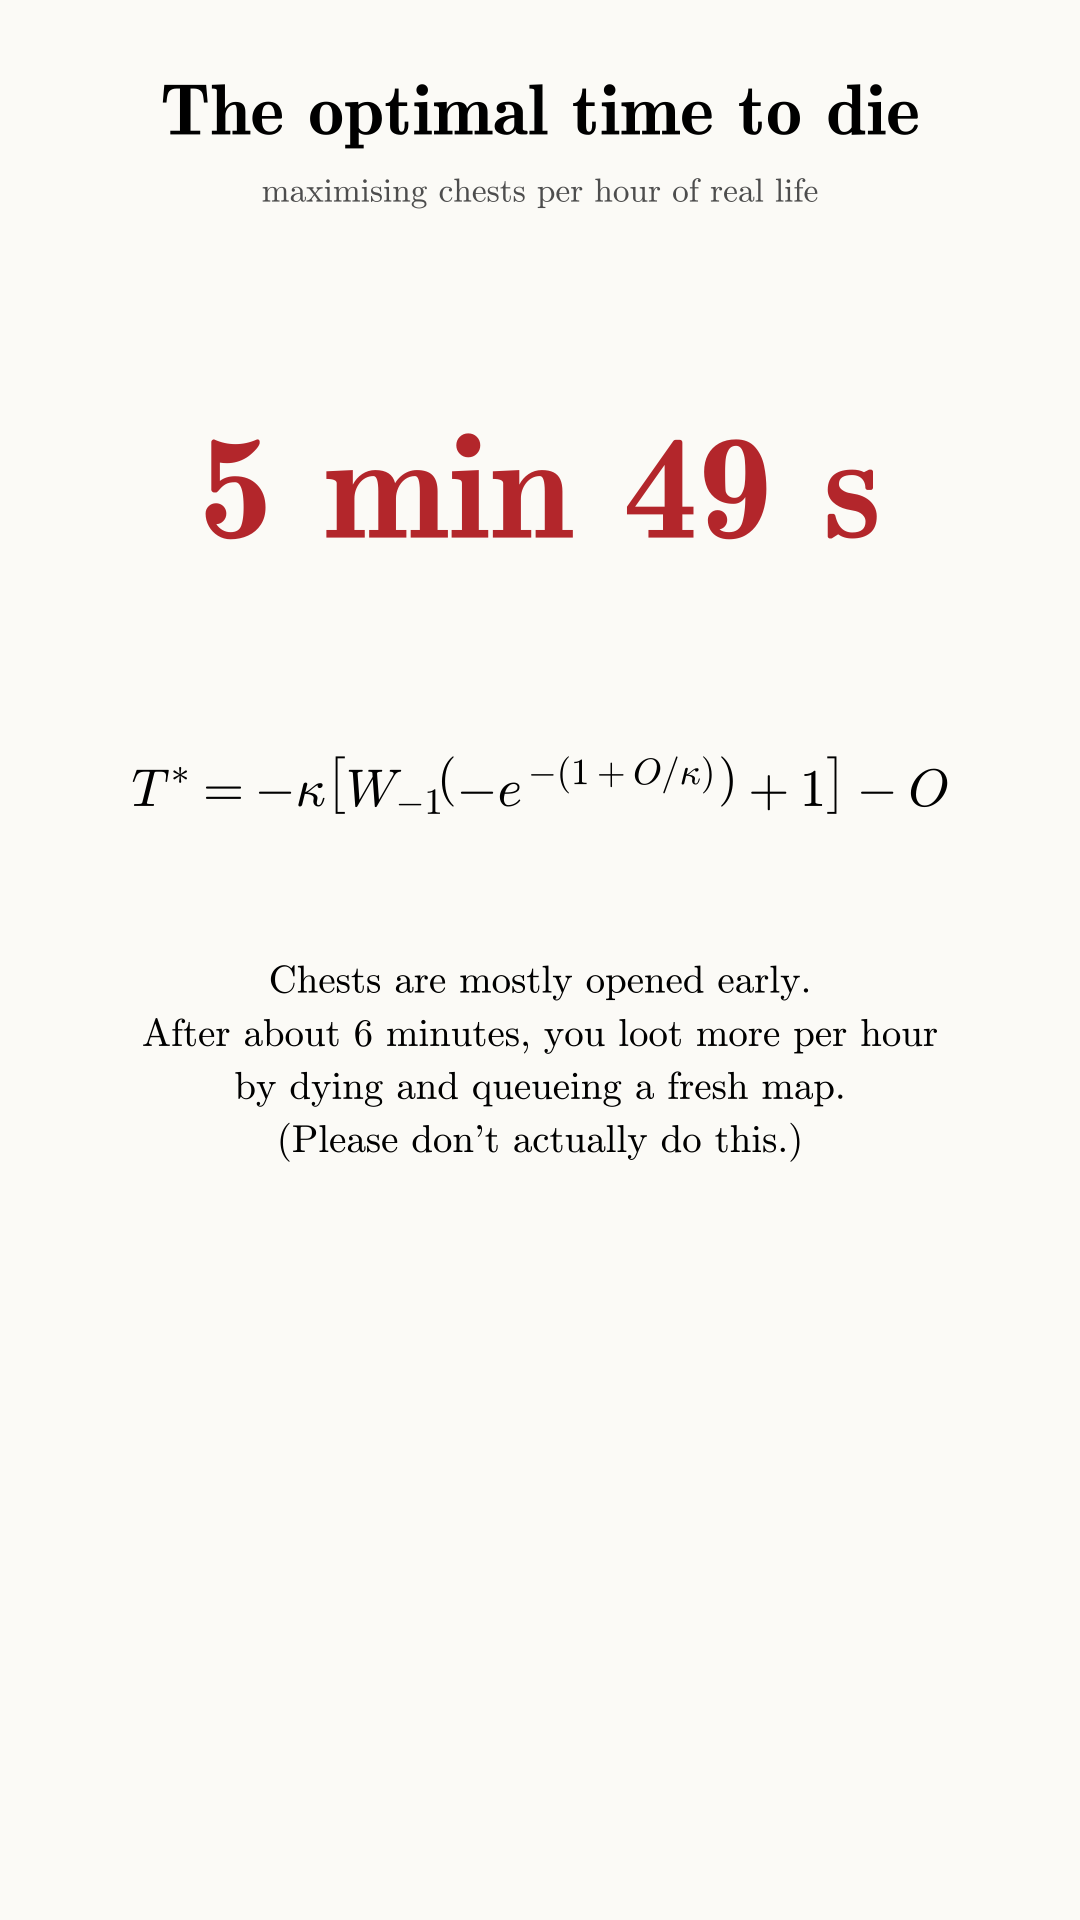 The optimal time to die
maximising chests per hour of real life
5 min 49 s
T* = −κ[W₋₁(−e^−(1 + O/κ)) + 1] − O
Chests are mostly opened early.
After about 6 minutes, you loot more per hour
by dying and queueing a fresh map.
(Please don't actually do this.)